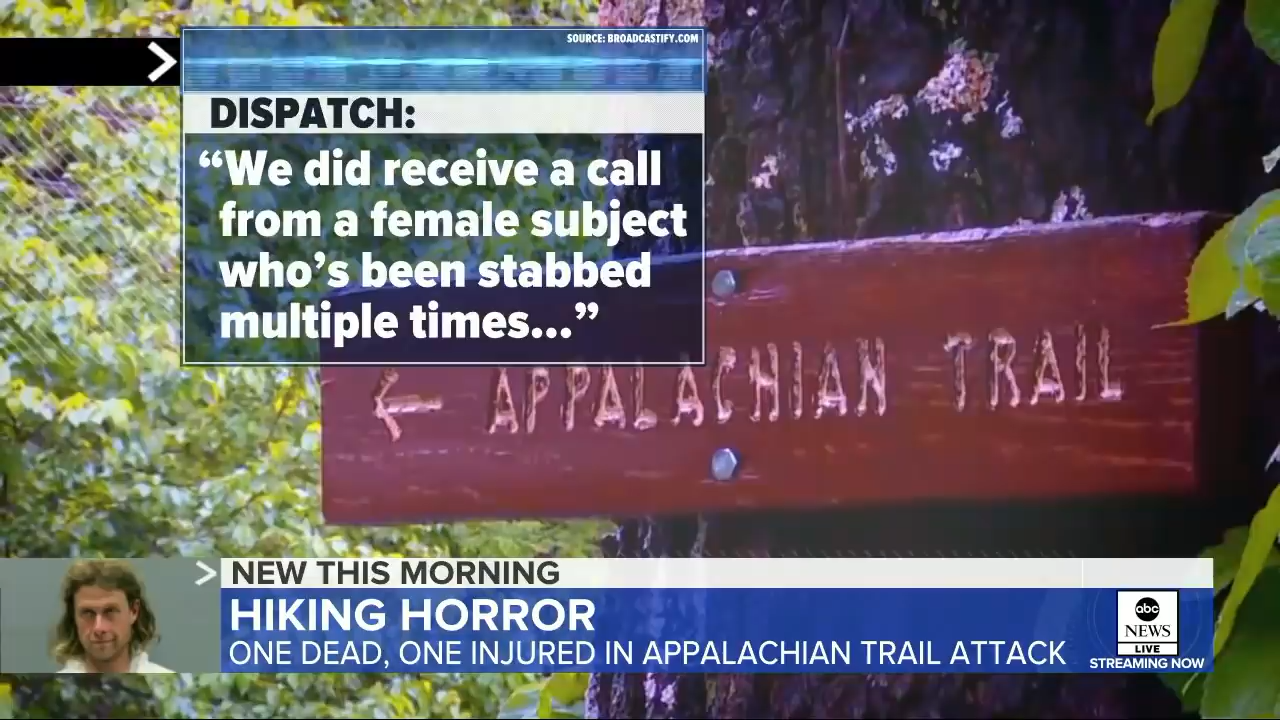 SOURCE: BROADCASTIFY.COM
DISPATCH:
“We did receive a call
from a female subject
who’s been stabbed
multiple times...”
← APPALACHIAN TRAIL
> NEW THIS MORNING
HIKING HORROR
ONE DEAD, ONE INJURED IN APPALACHIAN TRAIL ATTACK
abc
NEWS
LIVE
STREAMING NOW